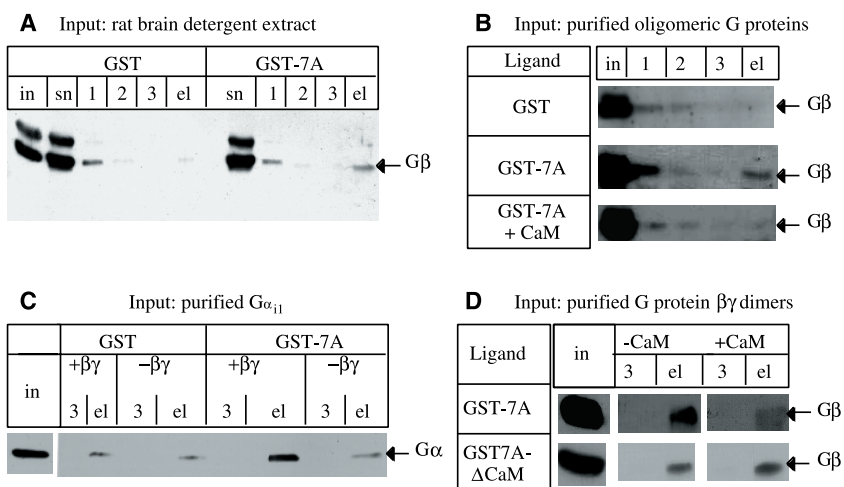 A Input: rat brain detergent extract
GST GST-7A
in sn 1 2 3 el sn 1 2 3 el
Gβ
B Input: purified oligomeric G proteins
Ligand in 1 2 3 el
GST Gβ
GST-7A Gβ
GST-7A
+ CaM Gβ
C Input: purified Gαi1
GST GST-7A
+βγ −βγ +βγ −βγ
in
3 el 3 el 3 el 3 el
Gα
D Input: purified G protein βγ dimers
Ligand in -CaM +CaM
3 el 3 el
GST-7A Gβ
GST7A-
ΔCaM Gβ